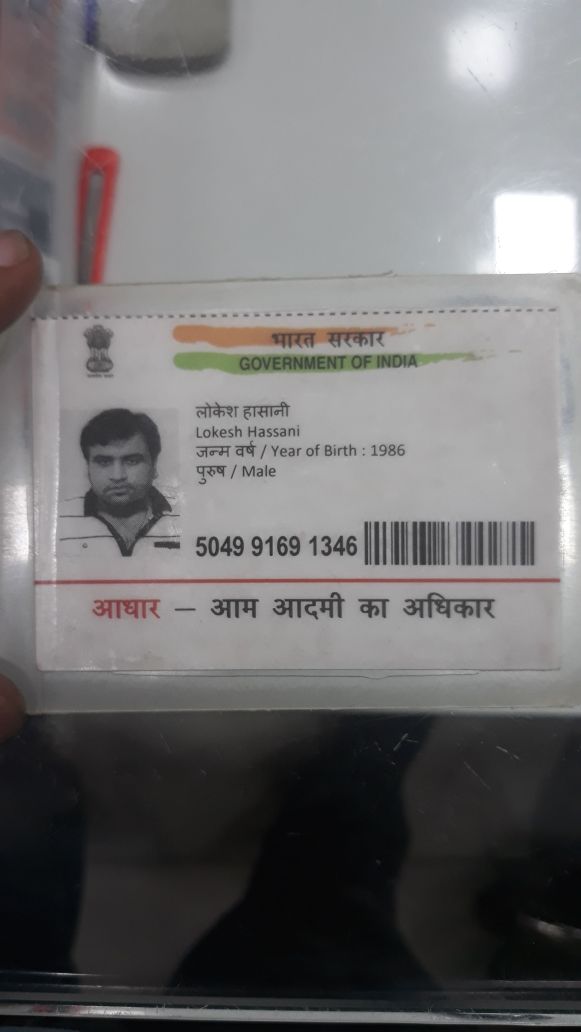 भारत सरकार
GOVERNMENT OF INDIA
लोकेश हासानी
Lokesh Hassani
जन्म वर्ष / Year of Birth : 1986
पुरुष / Male
5049 9169 1346
आधार – आम आदमी का अधिकार